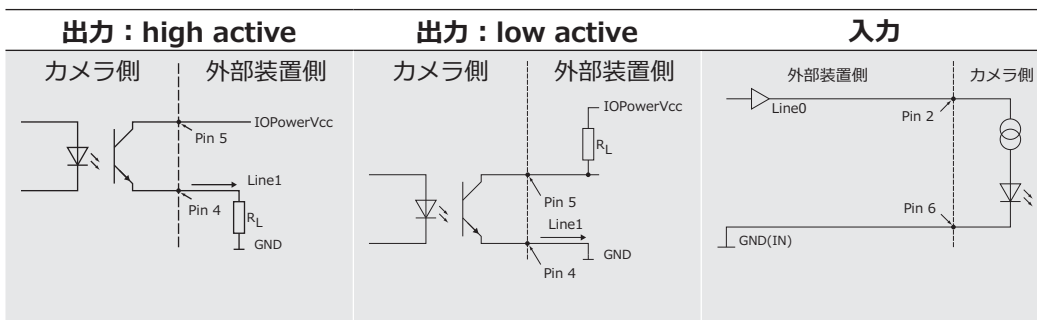 出力：high active
出力：low active
入力
カメラ側
外部装置側
IOPowerVcc
Pin 5
Line1
Pin 4
RL
GND
カメラ側
外部装置側
IOPowerVcc
RL
Pin 5
Line1
GND
Pin 4
外部装置側
カメラ側
Line0
Pin 2
Pin 6
GND(IN)